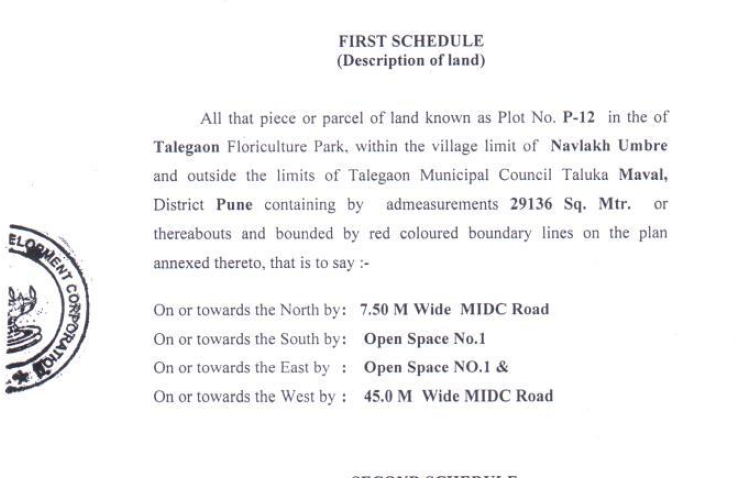 FIRST SCHEDULE
(Description of land)
All that piece or parcel of land known as Plot No. P-12 in the of
Talegaon Floriculture Park, within the village limit of Navlakh Umbre
and outside the limits of Talegaon Municipal Council Taluka Maval,
District Pune containing by admeasurements 29136 Sq. Mtr. or
thereabouts and bounded by red coloured boundary lines on the plan
annexed thereto, that is to say :-
On or towards the North by: 7.50 M Wide MIDC Road
On or towards the South by: Open Space No.1
On or towards the East by : Open Space NO.1 &
On or towards the West by : 45.0 M Wide MIDC Road
ELOPMENT CORPORATION
SECOND SCHEDULE